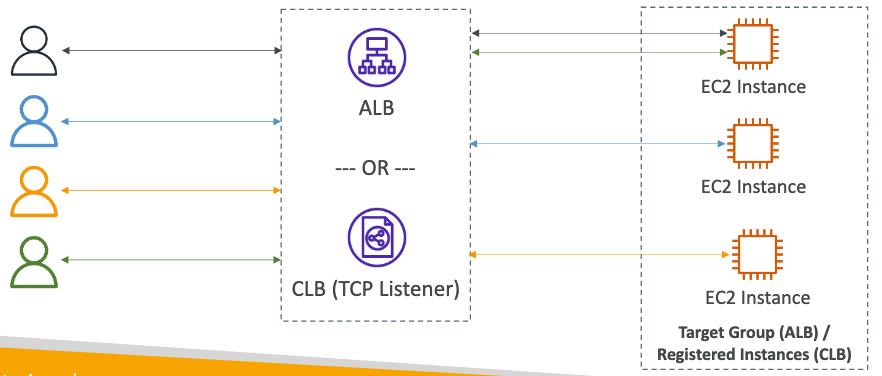 ALB
--- OR ---
CLB (TCP Listener)
EC2 Instance
EC2 Instance
EC2 Instance
Target Group (ALB) /
Registered Instances (CLB)